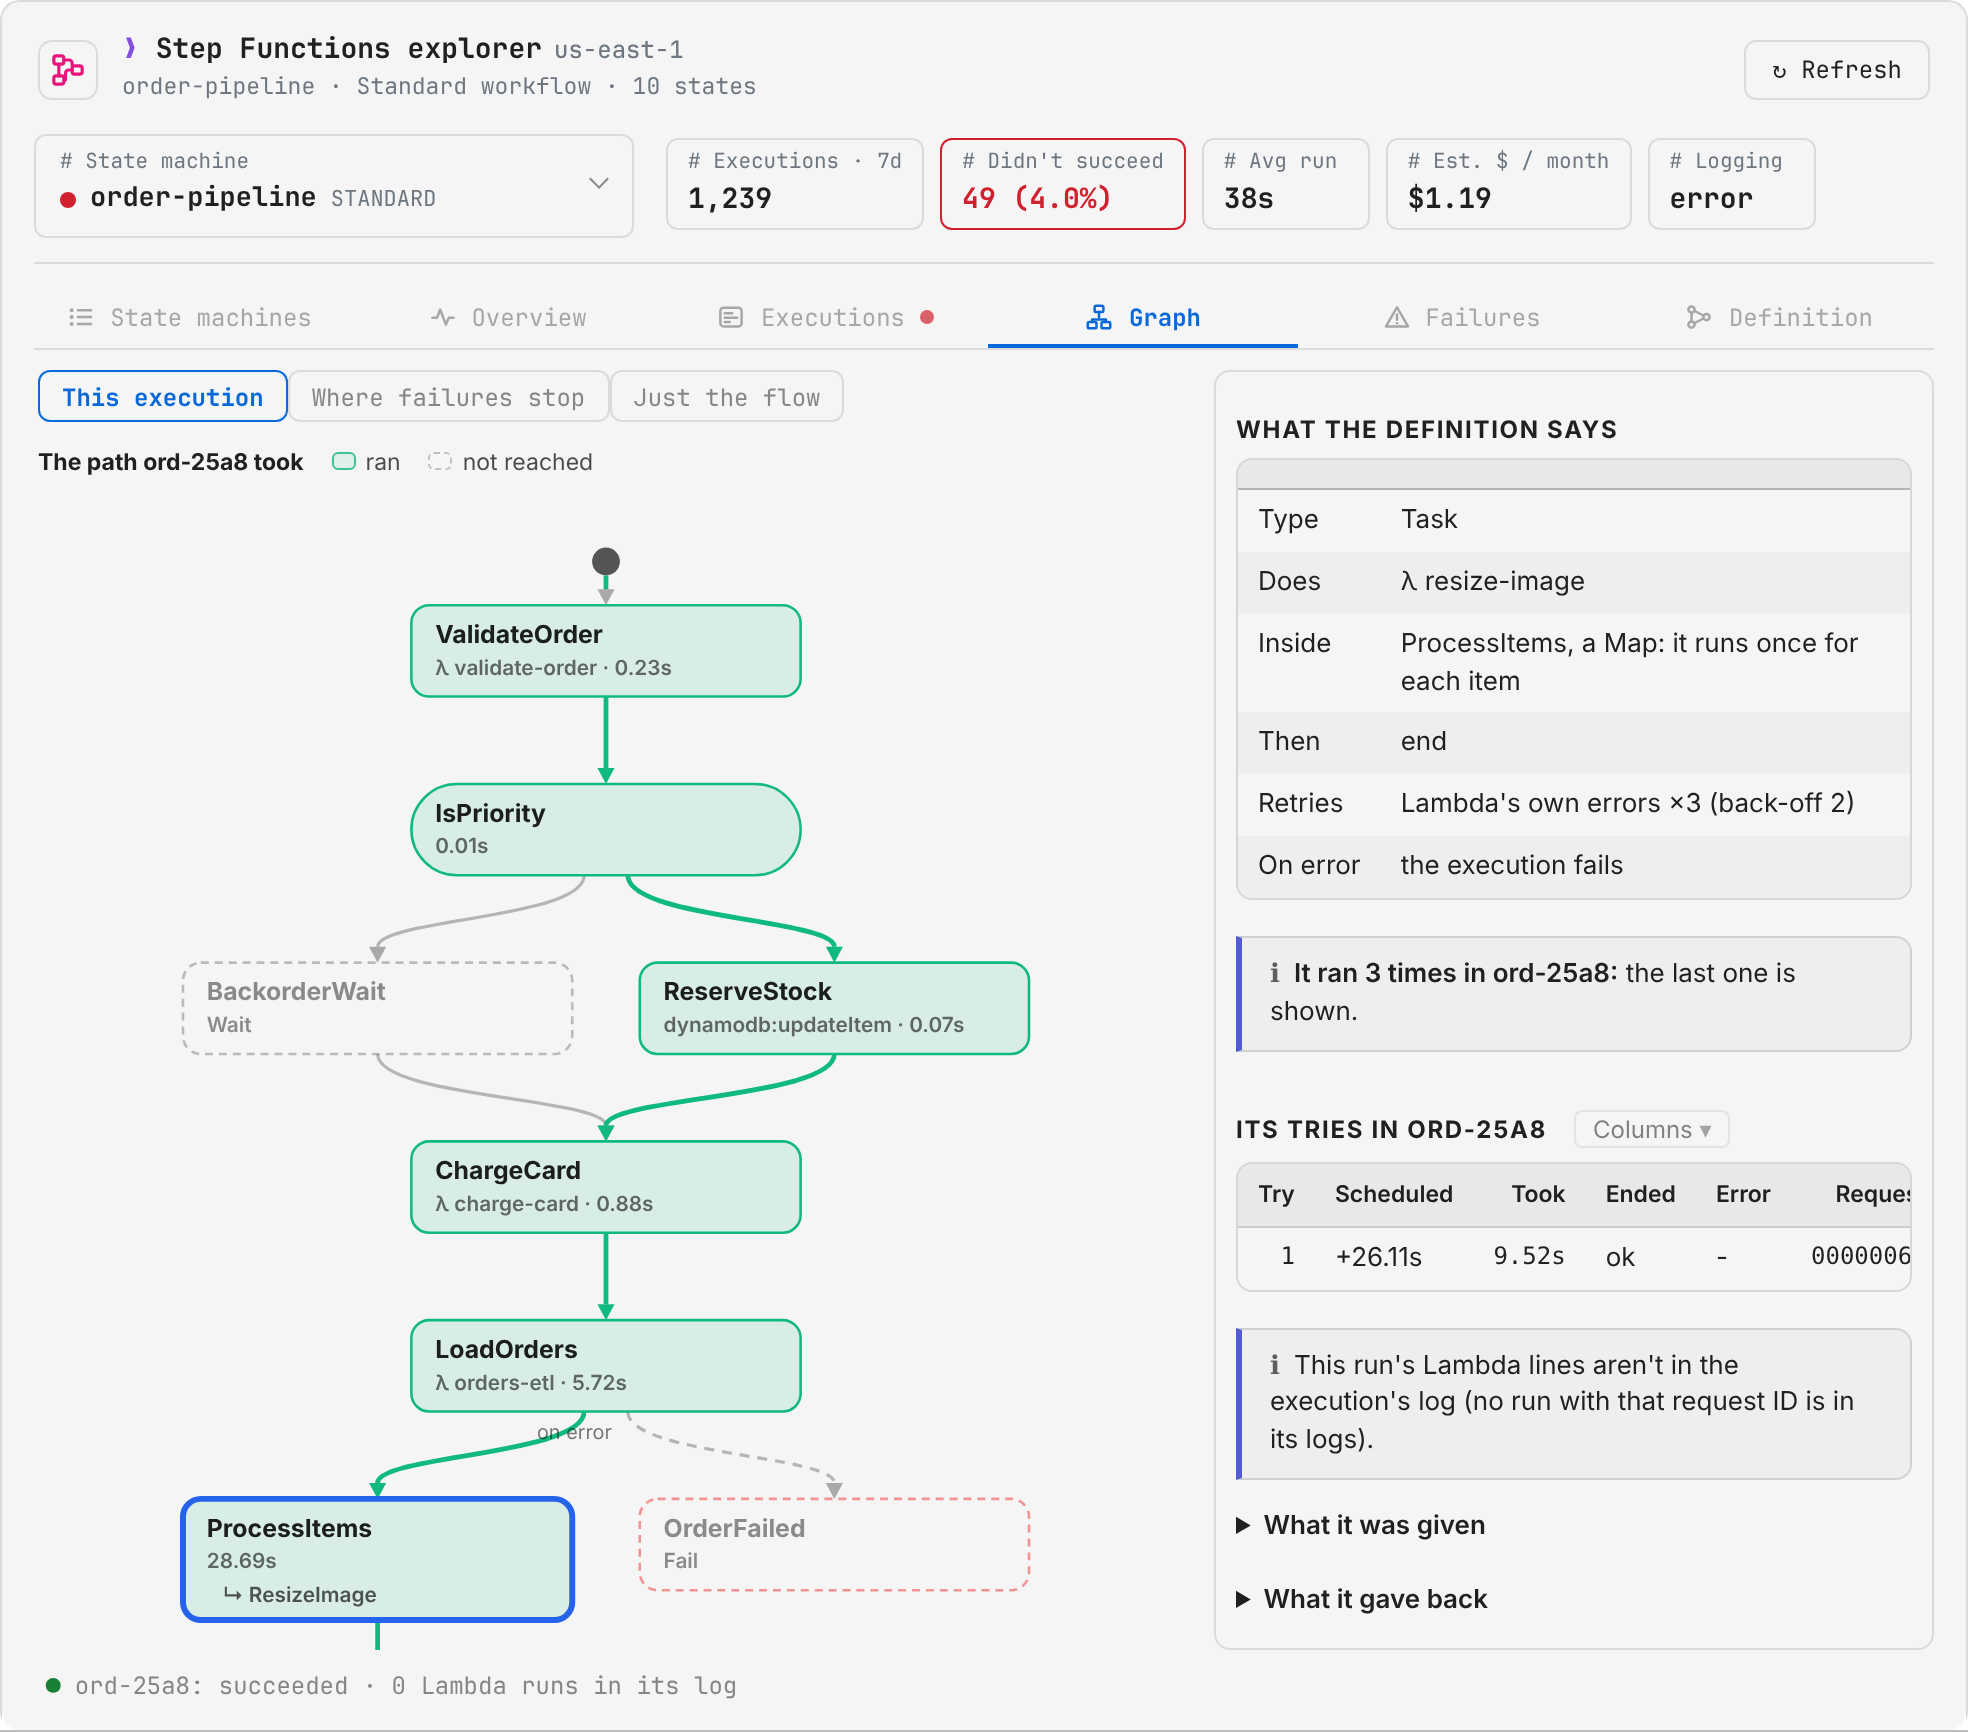 ❱ Step Functions explorer us-east-1
order-pipeline · Standard workflow · 10 states
↻ Refresh
# State machine
order-pipeline STANDARD
# Executions · 7d
1,239
# Didn't succeed
49 (4.0%)
# Avg run
38s
# Est. $ / month
$1.19
# Logging
error
State machines
Overview
Executions
Graph
Failures
Definition
This execution
Where failures stop
Just the flow
The path ord-25a8 took
ran
not reached
ValidateOrder
λ validate-order · 0.23s
IsPriority
0.01s
BackorderWait
Wait
ReserveStock
dynamodb:updateItem · 0.07s
ChargeCard
λ charge-card · 0.88s
LoadOrders
λ orders-etl · 5.72s
on error
ProcessItems
28.69s
↳ ResizeImage
OrderFailed
Fail
ord-25a8: succeeded · 0 Lambda runs in its log
WHAT THE DEFINITION SAYS
Type Task
Does λ resize-image
Inside ProcessItems, a Map: it runs once for
each item
Then end
Retries Lambda's own errors ×3 (back-off 2)
On error the execution fails
ℹ It ran 3 times in ord-25a8: the last one is
shown.
ITS TRIES IN ORD-25A8
Columns ▾
Try Scheduled Took Ended Error Reques
1 +26.11s 9.52s ok - 0000006
ℹ This run's Lambda lines aren't in the
execution's log (no run with that request ID is in
its logs).
▶ What it was given
▶ What it gave back